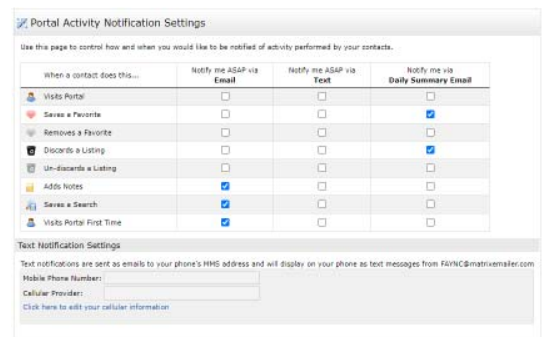 Portal Activity Notification Settings
Use this page to control how and when you would like to be notified of activity performed by your contacts.
When a contact does this... Notify me ASAP via Email Notify me ASAP via Text Notify me via Daily Summary Email
Visits Portal
Saves a Favorite
Removes a Favorite
Discards a Listing
Un-discards a Listing
Adds Notes
Saves a Search
Visits Portal First Time
Text Notification Settings
Text notifications are sent as emails to your phone's MMS address and will display on your phone as text messages from FAYNC@matrixemailer.com
Mobile Phone Number:
Cellular Provider:
Click here to edit your cellular information